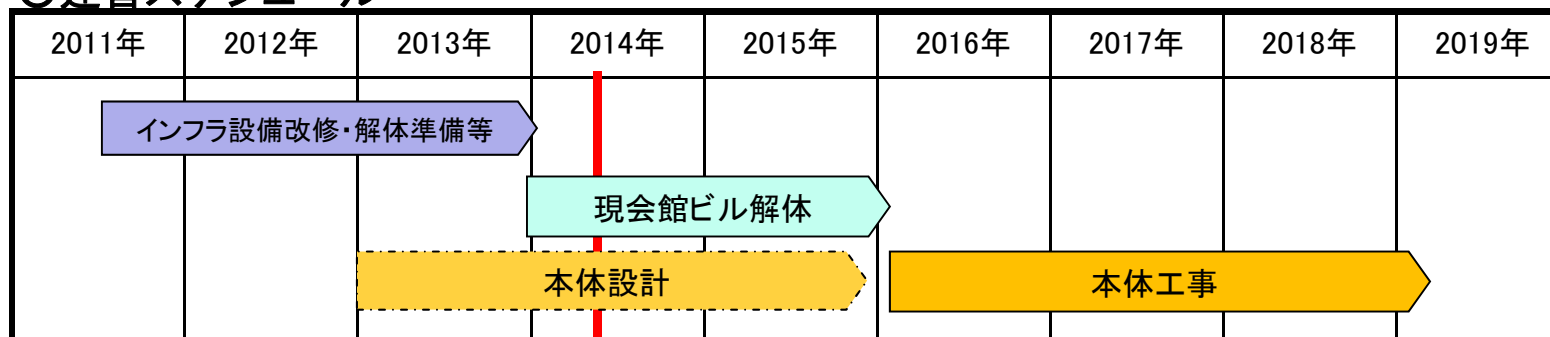 2011年 2012年 2013年 2014年 2015年 2016年 2017年 2018年 2019年
インフラ設備改修・解体準備等
現会館ビル解体
本体設計
本体工事